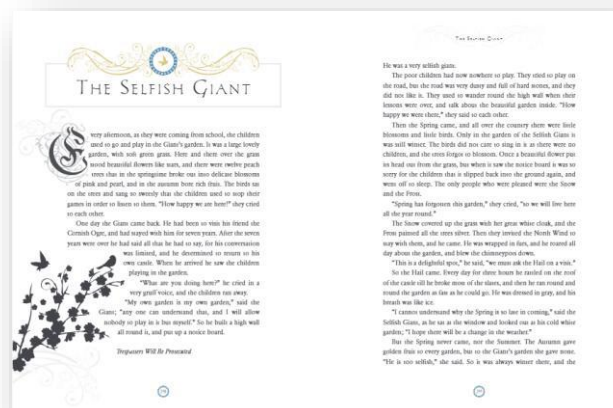 THE SELFISH GIANT
Every afternoon, as they were coming from school, the children
used to go and play in the Giant's garden. It was a large lovely
garden, with soft green grass. Here and there over the grass
stood beautiful flowers like stars, and there were twelve peach
trees that in the springtime broke out into delicate blossoms
of pink and pearl, and in the autumn bore rich fruit. The birds sat
on the trees and sang so sweetly that the children used to stop their
games in order to listen to them. "How happy we are here!" they cried
to each other.
One day the Giant came back. He had been to visit his friend the
Cornish Ogre, and had stayed with him for seven years. After the seven
years were over he had said all that he had to say, for his conversation
was limited, and he determined to return to his
own castle. When he arrived he saw the children
playing in the garden.
"What are you doing here?" he cried in a
very gruff voice, and the children ran away.
"My own garden is my own garden," said the
Giant; "any one can understand that, and I will allow
nobody to play in it but myself." So he built a high wall
all round it, and put up a notice board.
Trespassers Will Be Prosecuted
THE SELFISH GIANT
He was a very selfish giant.
The poor children had now nowhere to play. They tried to play on
the road, but the road was very dusty and full of hard stones, and they
did not like it. They used to wander round the high wall when their
lessons were over, and talk about the beautiful garden inside. "How
happy we were there," they said to each other.
Then the Spring came, and all over the country there were little
blossoms and little birds. Only in the garden of the Selfish Giant is
was still winter. The birds did not care to sing in it as there were no
children, and the trees forgot to blossom. Once a beautiful flower put
its head out from the grass, but when it saw the notice board it was so
sorry for the children that it slipped back into the ground again, and
went off to sleep. The only people who were pleased were the Snow
and the Frost.
"Spring has forgotten this garden," they cried, "so we will live here
all the year round."
The Snow covered up the grass with her great white cloak, and the
Frost painted all the trees silver. Then they invited the North Wind to
stay with them, and he came. He was wrapped in furs, and he roared all
day about the garden, and blew the chimneypots down.
"This is a delightful spot," he said, "we must ask the Hail on a visit."
So the Hail came. Every day for three hours he rattled on the roof
of the castle till he broke most of the slates, and then he ran round and
round the garden as fast as he could go. He was dressed in gray, and his
breath was like ice.
"I cannot understand why the Spring is so late in coming," said the
Selfish Giant, as he sat at the window and looked out at his cold white
garden; "I hope there will be a change in the weather."
But the Spring never came, nor the Summer. The Autumn gave
golden fruit to every garden, but to the Giant's garden she gave none.
"He is too selfish," she said. So it was always winter there, and the